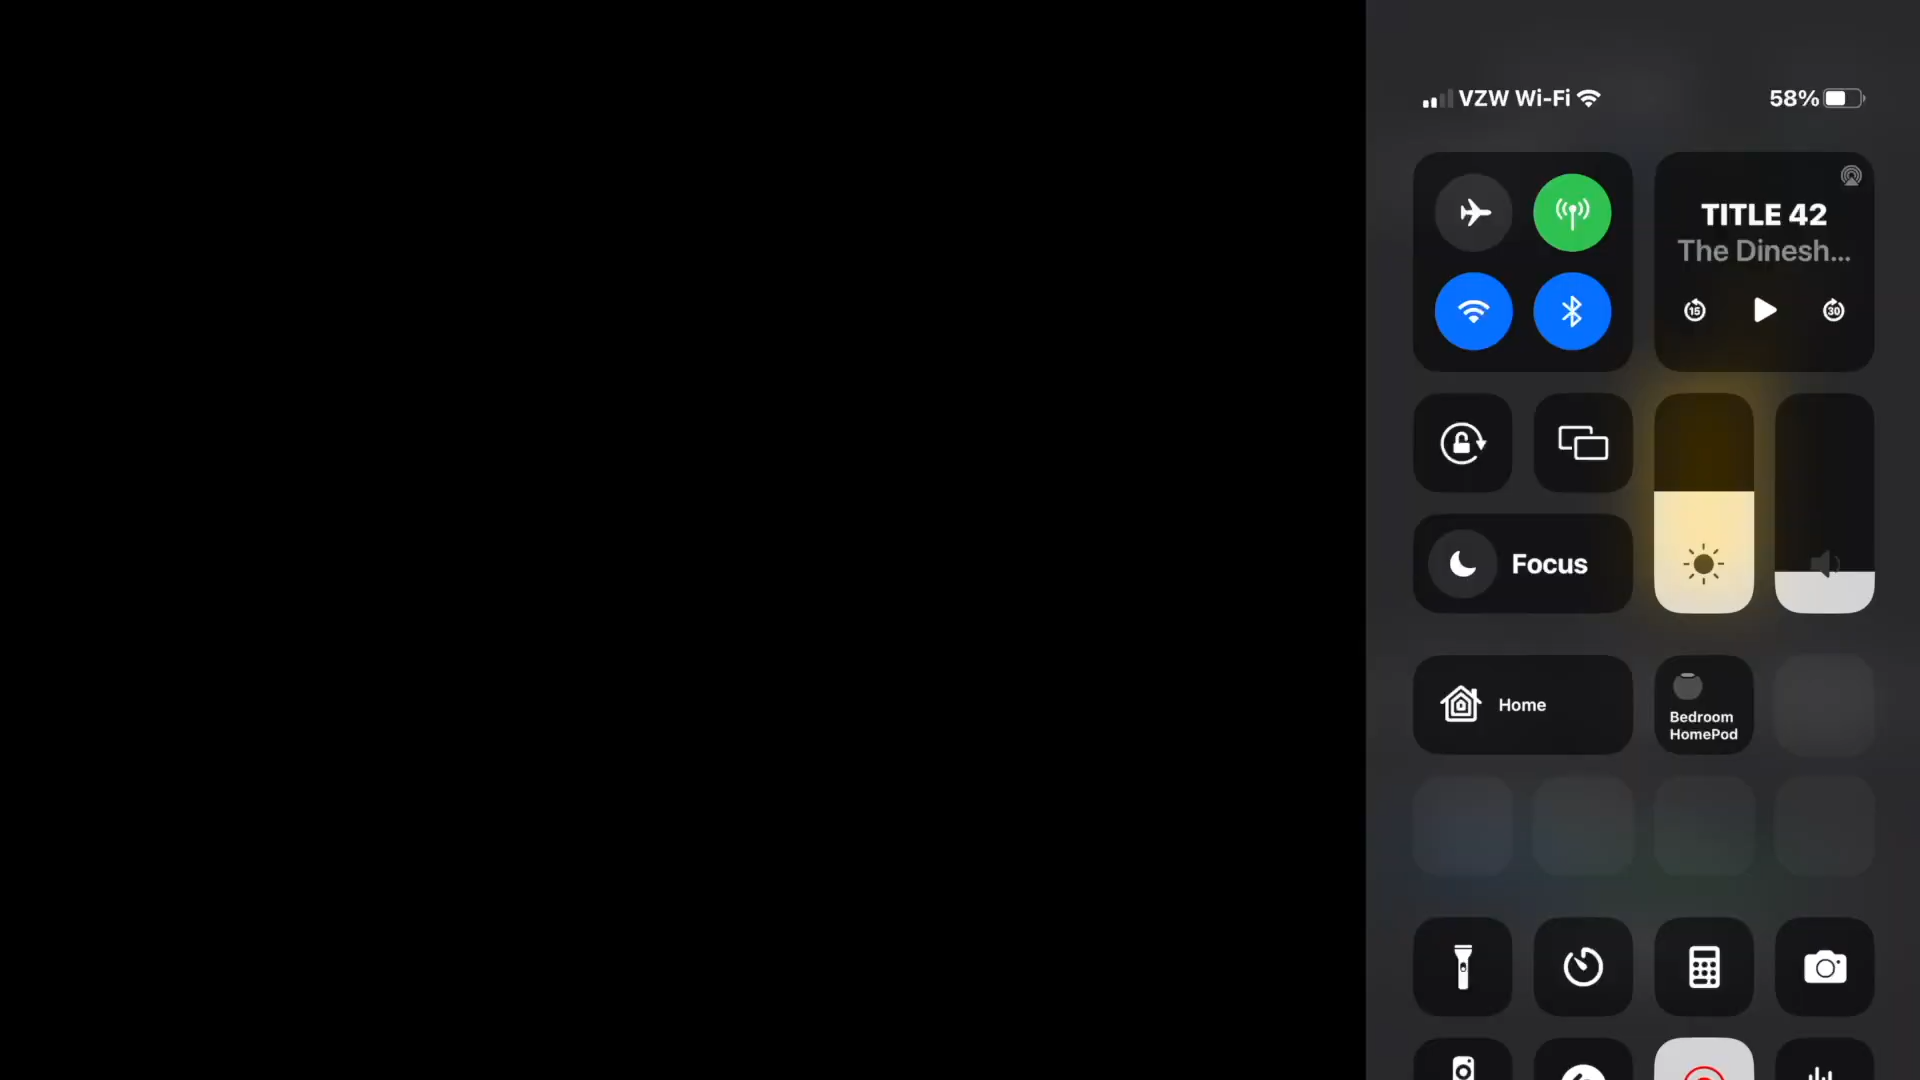 VZW Wi-Fi
58%
TITLE 42
The Dinesh...
15
30
Focus
Home
Bedroom
HomePod